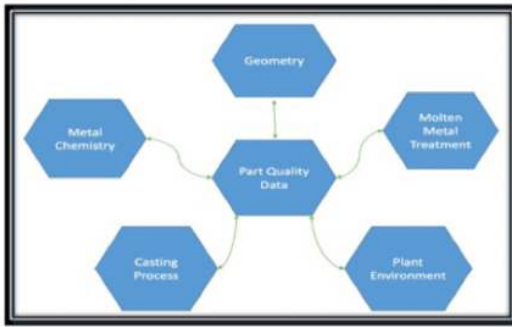 Geometry
Metal
Chemistry
Molten
Metal
Treatment
Part Quality
Data
Casting
Process
Plant
Environment